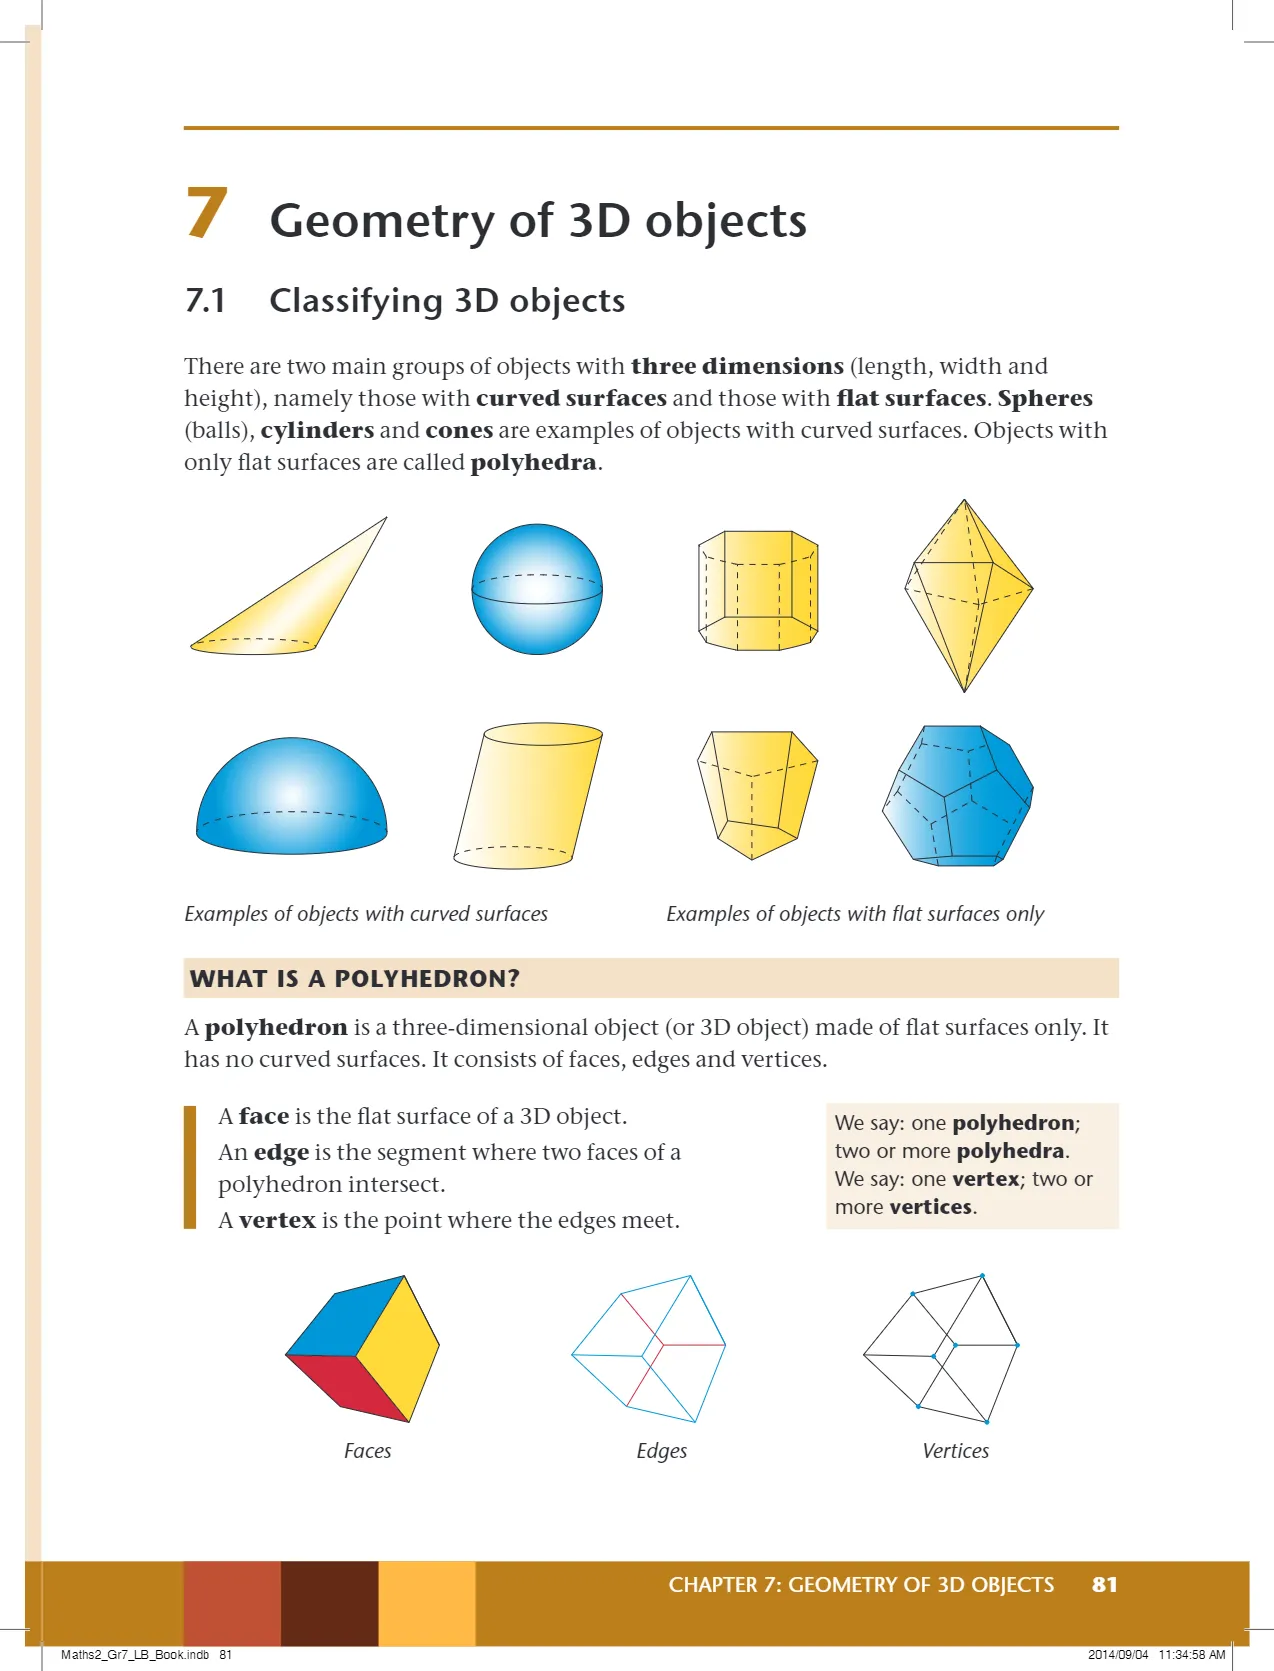 7 Geometry of 3D objects
7.1 Classifying 3D objects
There are two main groups of objects with three dimensions (length, width and
height), namely those with curved surfaces and those with flat surfaces. Spheres
(balls), cylinders and cones are examples of objects with curved surfaces. Objects with
only flat surfaces are called polyhedra.
Examples of objects with curved surfaces
Examples of objects with flat surfaces only
WHAT IS A POLYHEDRON?
A polyhedron is a three-dimensional object (or 3D object) made of flat surfaces only. It
has no curved surfaces. It consists of faces, edges and vertices.
A face is the flat surface of a 3D object.
An edge is the segment where two faces of a
polyhedron intersect.
A vertex is the point where the edges meet.
We say: one polyhedron;
two or more polyhedra.
We say: one vertex; two or
more vertices.
Faces
Edges
Vertices
CHAPTER 7: GEOMETRY OF 3D OBJECTS 81
Maths2_Gr7_LB_Book.indb 81
2014/09/04 11:34:58 AM